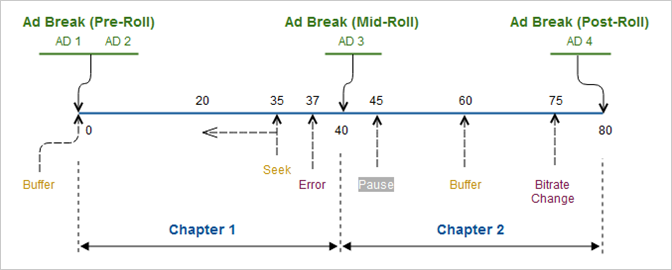 Ad Break (Pre-Roll) Ad Break (Mid-Roll) Ad Break (Post-Roll)
AD 1 AD 2 AD 3 AD 4
20 35 37 45 60 75
0 40 80
Seek
Buffer Error Pause Buffer Bitrate
Change
Chapter 1 Chapter 2